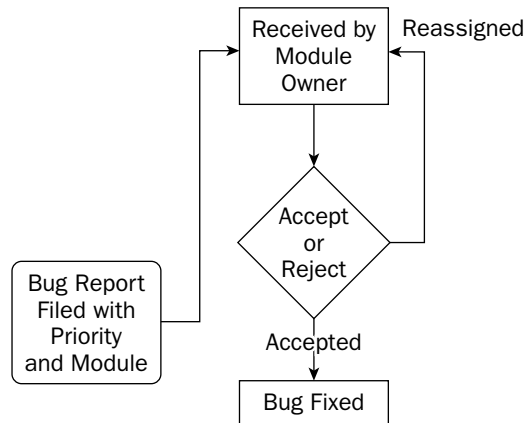 Received by
Module
Owner
Reassigned
Accept
or
Reject
Bug Report
Filed with
Priority
and Module
Accepted
Bug Fixed